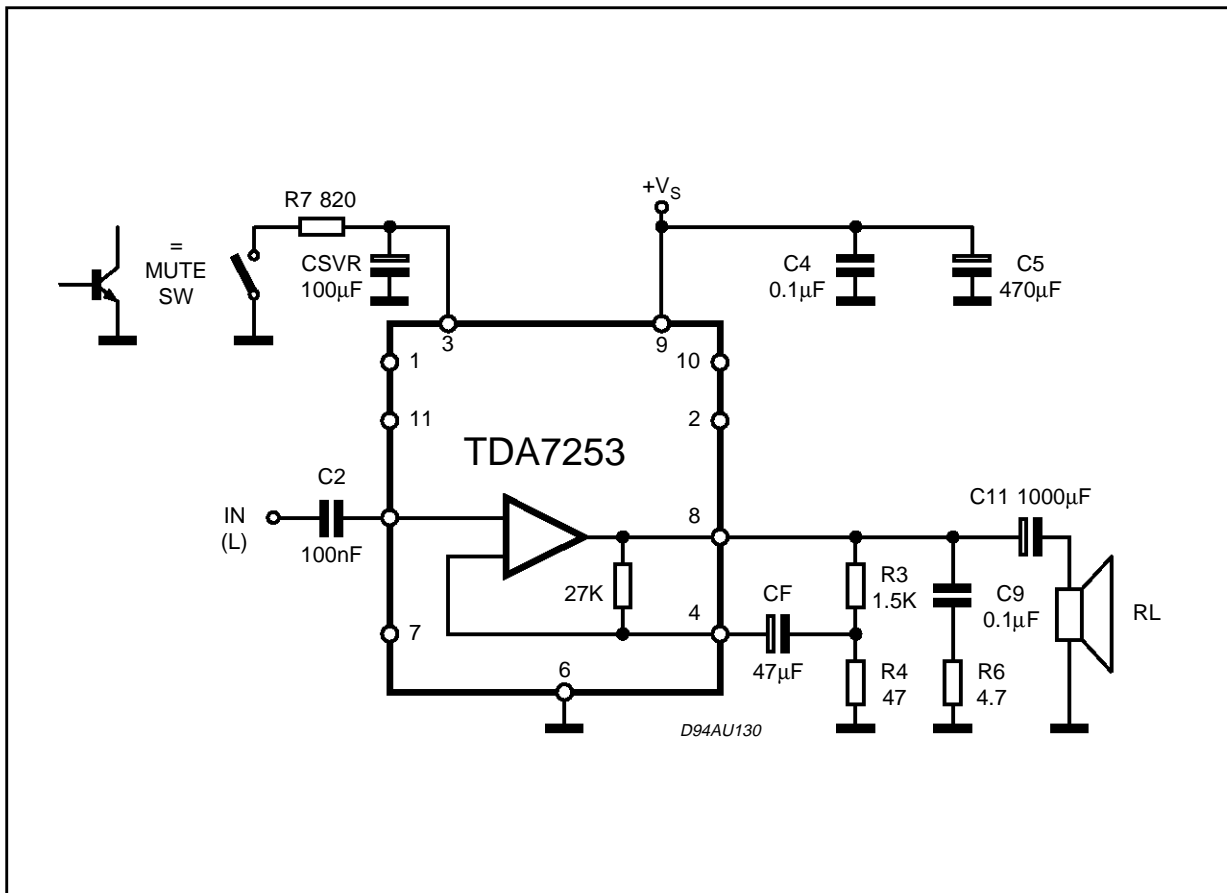 R7 820
+VS
=
MUTE
SW
CSVR
100µF
C4
0.1µF
C5
470µF
3
9
1
10
11
2
TDA7253
C2
IN
(L)
100nF
8
C11 1000µF
27K
R3
1.5K
C9
0.1µF
CF
4
7
47µF
RL
6
R4
47
R6
4.7
D94AU130